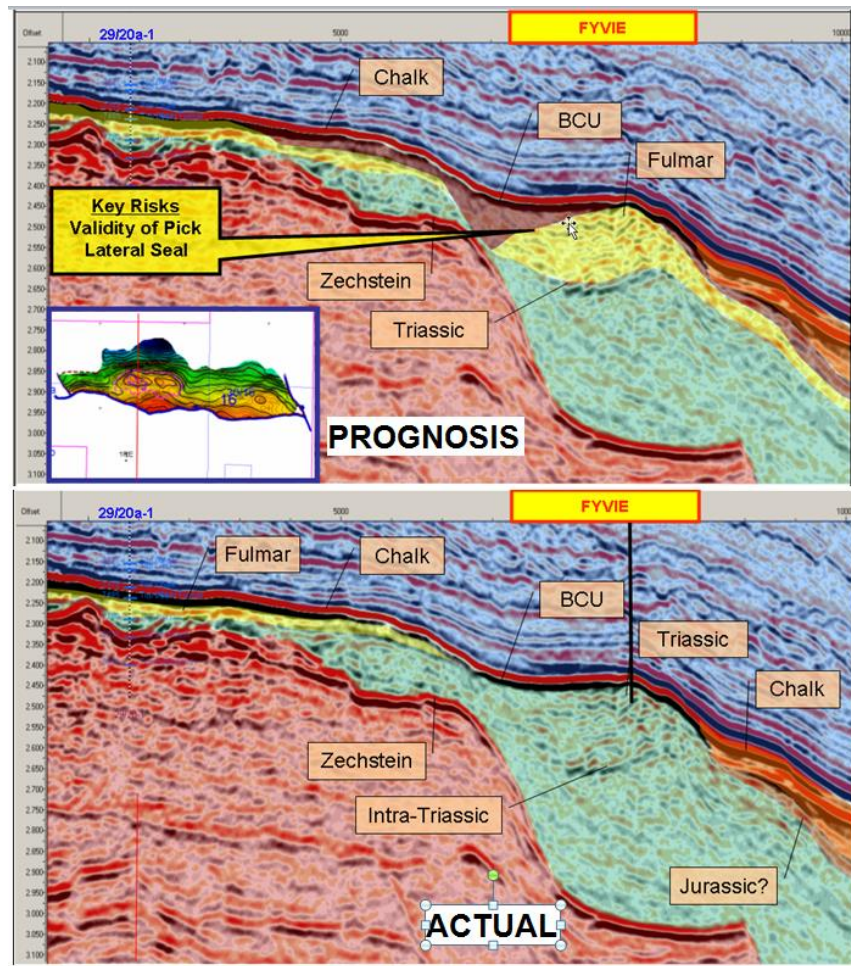 FYVIE
29/20a-1
Offset
5000
10000
2.100
2.150
2.200
2.250
2.300
2.350
2.400
2.450
2.500
2.550
2.600
2.650
2.700
2.750
2.800
2.850
2.900
2.950
3.000
3.050
3.100
Chalk
BCU
Fulmar
Key Risks
Validity of Pick
Lateral Seal
Zechstein
Triassic
16
PROGNOSIS
FYVIE
29/20a-1
Offset
5000
1000
2.100
2.150
2.200
2.250
2.300
2.350
2.400
2.450
2.500
2.550
2.600
2.650
2.700
2.750
2.800
2.850
2.900
2.950
3.000
3.050
3.100
Fulmar
Chalk
BCU
Triassic
Chalk
Zechstein
Intra-Triassic
Jurassic?
ACTUAL